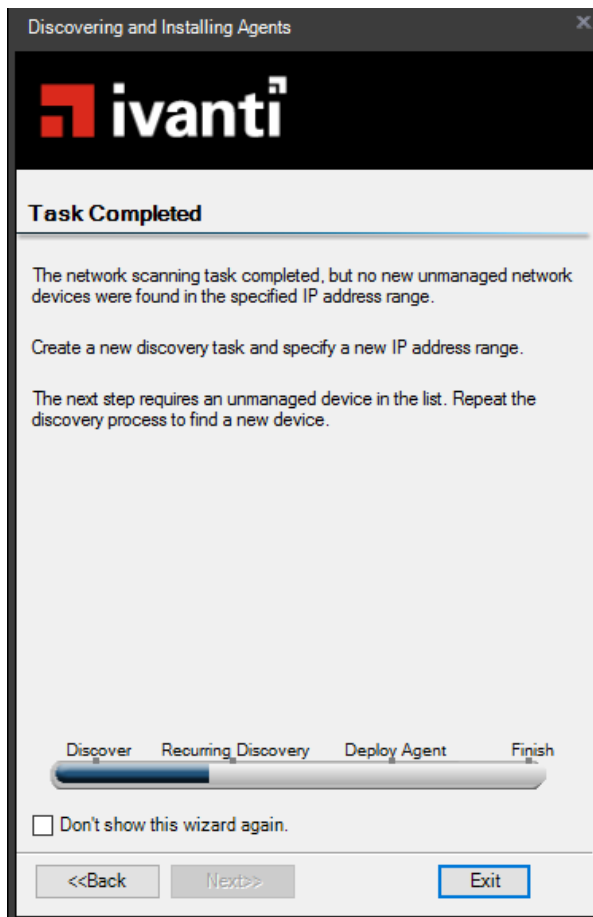 Discovering and Installing Agents
ivanti
Task Completed
The network scanning task completed, but no new unmanaged network
devices were found in the specified IP address range.
Create a new discovery task and specify a new IP address range.
The next step requires an unmanaged device in the list. Repeat the
discovery process to find a new device.
Discover Recurring Discovery Deploy Agent Finish
Don't show this wizard again.
<<Back Next>> Exit